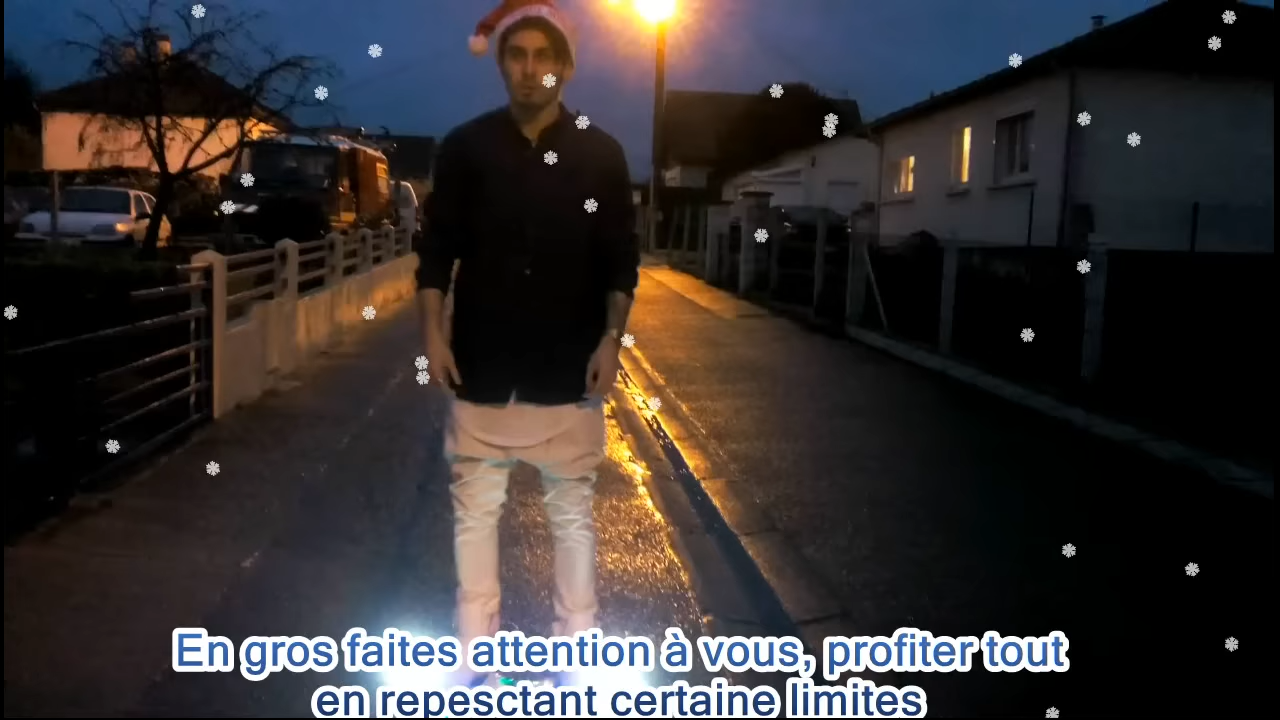 En gros faites attention à vous, profiter tout
en repesctant certaine limites